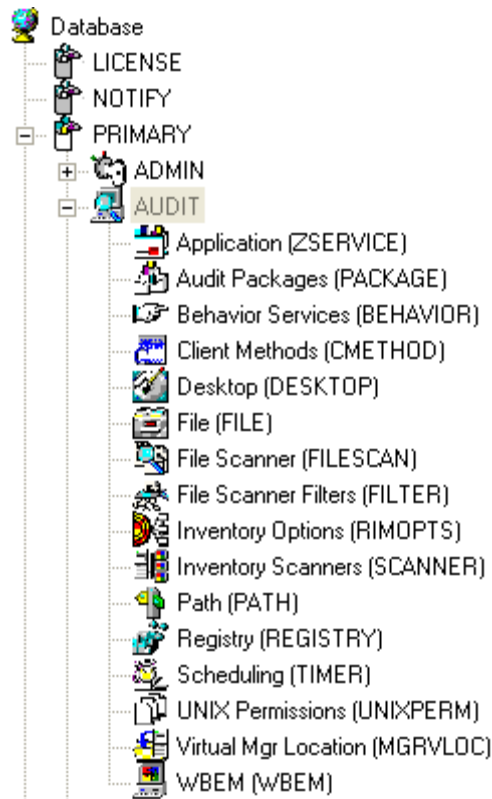 Database
LICENSE
NOTIFY
PRIMARY
ADMIN
AUDIT
Application (ZSERVICE)
Audit Packages (PACKAGE)
Behavior Services (BEHAVIOR)
Client Methods (CMETHOD)
Desktop (DESKTOP)
File (FILE)
File Scanner (FILESCAN)
File Scanner Filters (FILTER)
Inventory Options (RIMOPTS)
Inventory Scanners (SCANNER)
Path (PATH)
Registry (REGISTRY)
Scheduling (TIMER)
UNIX Permissions (UNIXPERM)
Virtual Mgr Location (MGRVLOC)
WBEM (WBEM)